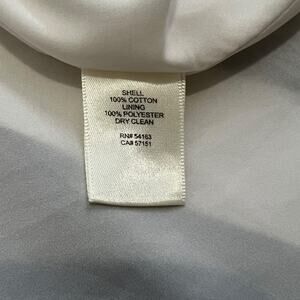 SHELL
100% COTTON
LINING
100% POLYESTER
DRY CLEAN
RN# 54163
CA# 57151